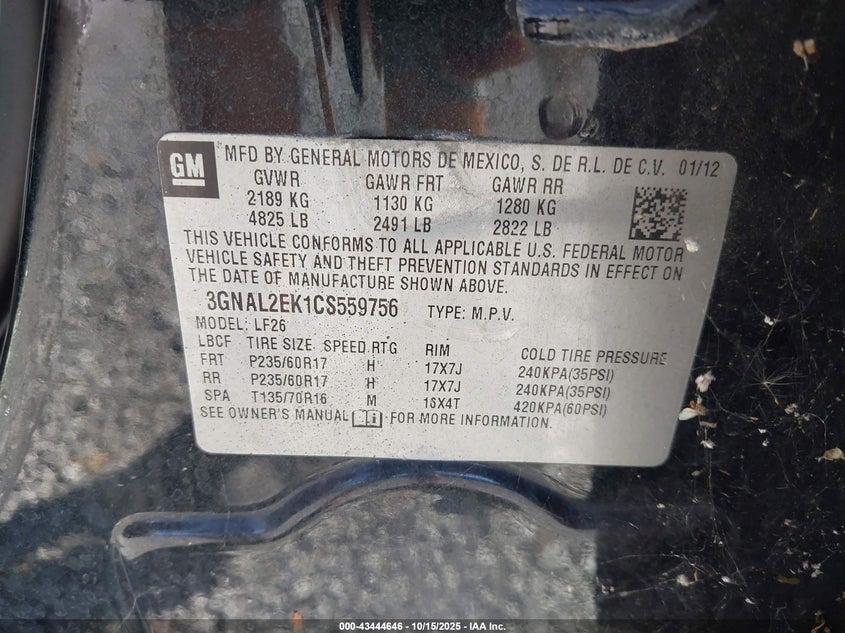 GM
MFD BY GENERAL MOTORS DE MEXICO, S. DE R.L. DE C.V. 01/12
GVWR GAWR FRT GAWR RR
2189 KG 1130 KG 1280 KG
4825 LB 2491 LB 2822 LB
THIS VEHICLE CONFORMS TO ALL APPLICABLE U.S. FEDERAL MOTOR
VEHICLE SAFETY AND THEFT PREVENTION STANDARDS IN EFFECT ON
THE DATE OF MANUFACTURE SHOWN ABOVE.
3GNAL2EK1CS559756 TYPE: M.P.V.
MODEL: LF26
LBCF TIRE SIZE SPEED RTG RIM COLD TIRE PRESSURE
FRT P235/60R17 H 17X7J 240KPA(35PSI)
RR P235/60R17 H 17X7J 240KPA(35PSI)
SPA T135/70R16 M 16X4T 420KPA(60PSI)
SEE OWNER'S MANUAL FOR MORE INFORMATION.
000-43444646 | 10/15/2025 | IAA Inc.